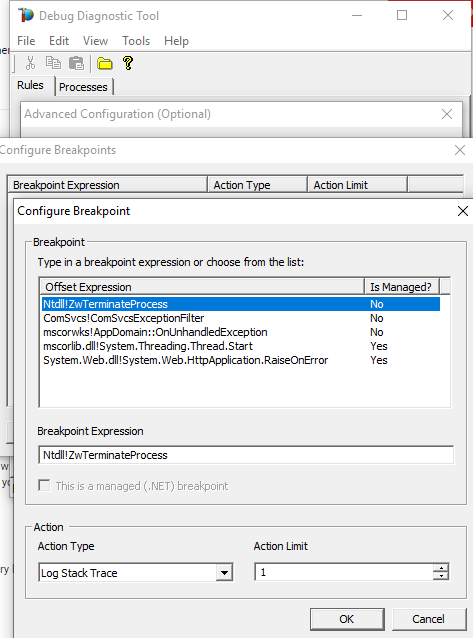 Debug Diagnostic Tool
File Edit View Tools Help
Rules Processes
Advanced Configuration (Optional)
Configure Breakpoints
Breakpoint Expression Action Type Action Limit
Configure Breakpoint
Breakpoint
Type in a breakpoint expression or choose from the list:
Offset Expression Is Managed?
Ntdll!ZwTerminateProcess No
ComSvcs!ComSvcsExceptionFilter No
mscorwks!AppDomain::OnUnhandledException No
mscorlib.dll!System.Threading.Thread.Start Yes
System.Web.dll!System.Web.HttpApplication.RaiseOnError Yes
Breakpoint Expression
Ntdll!ZwTerminateProcess
This is a managed (.NET) breakpoint
Action
Action Type Action Limit
Log Stack Trace 1
OK Cancel